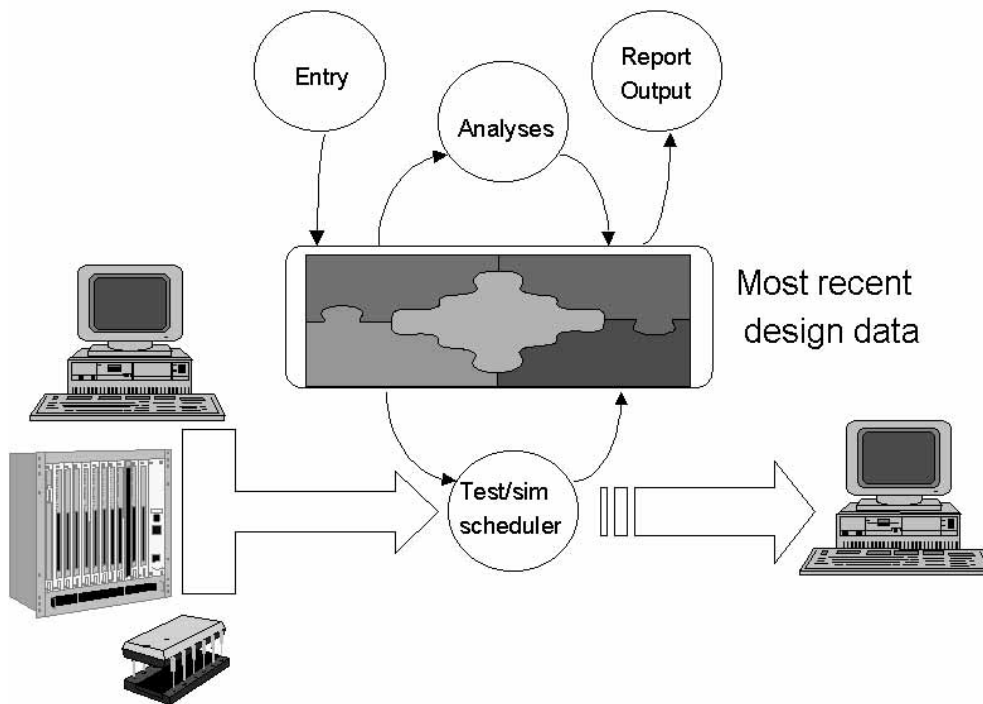 Entry
Analyses
Report
Output
Most recent
design data
Test/sim
scheduler